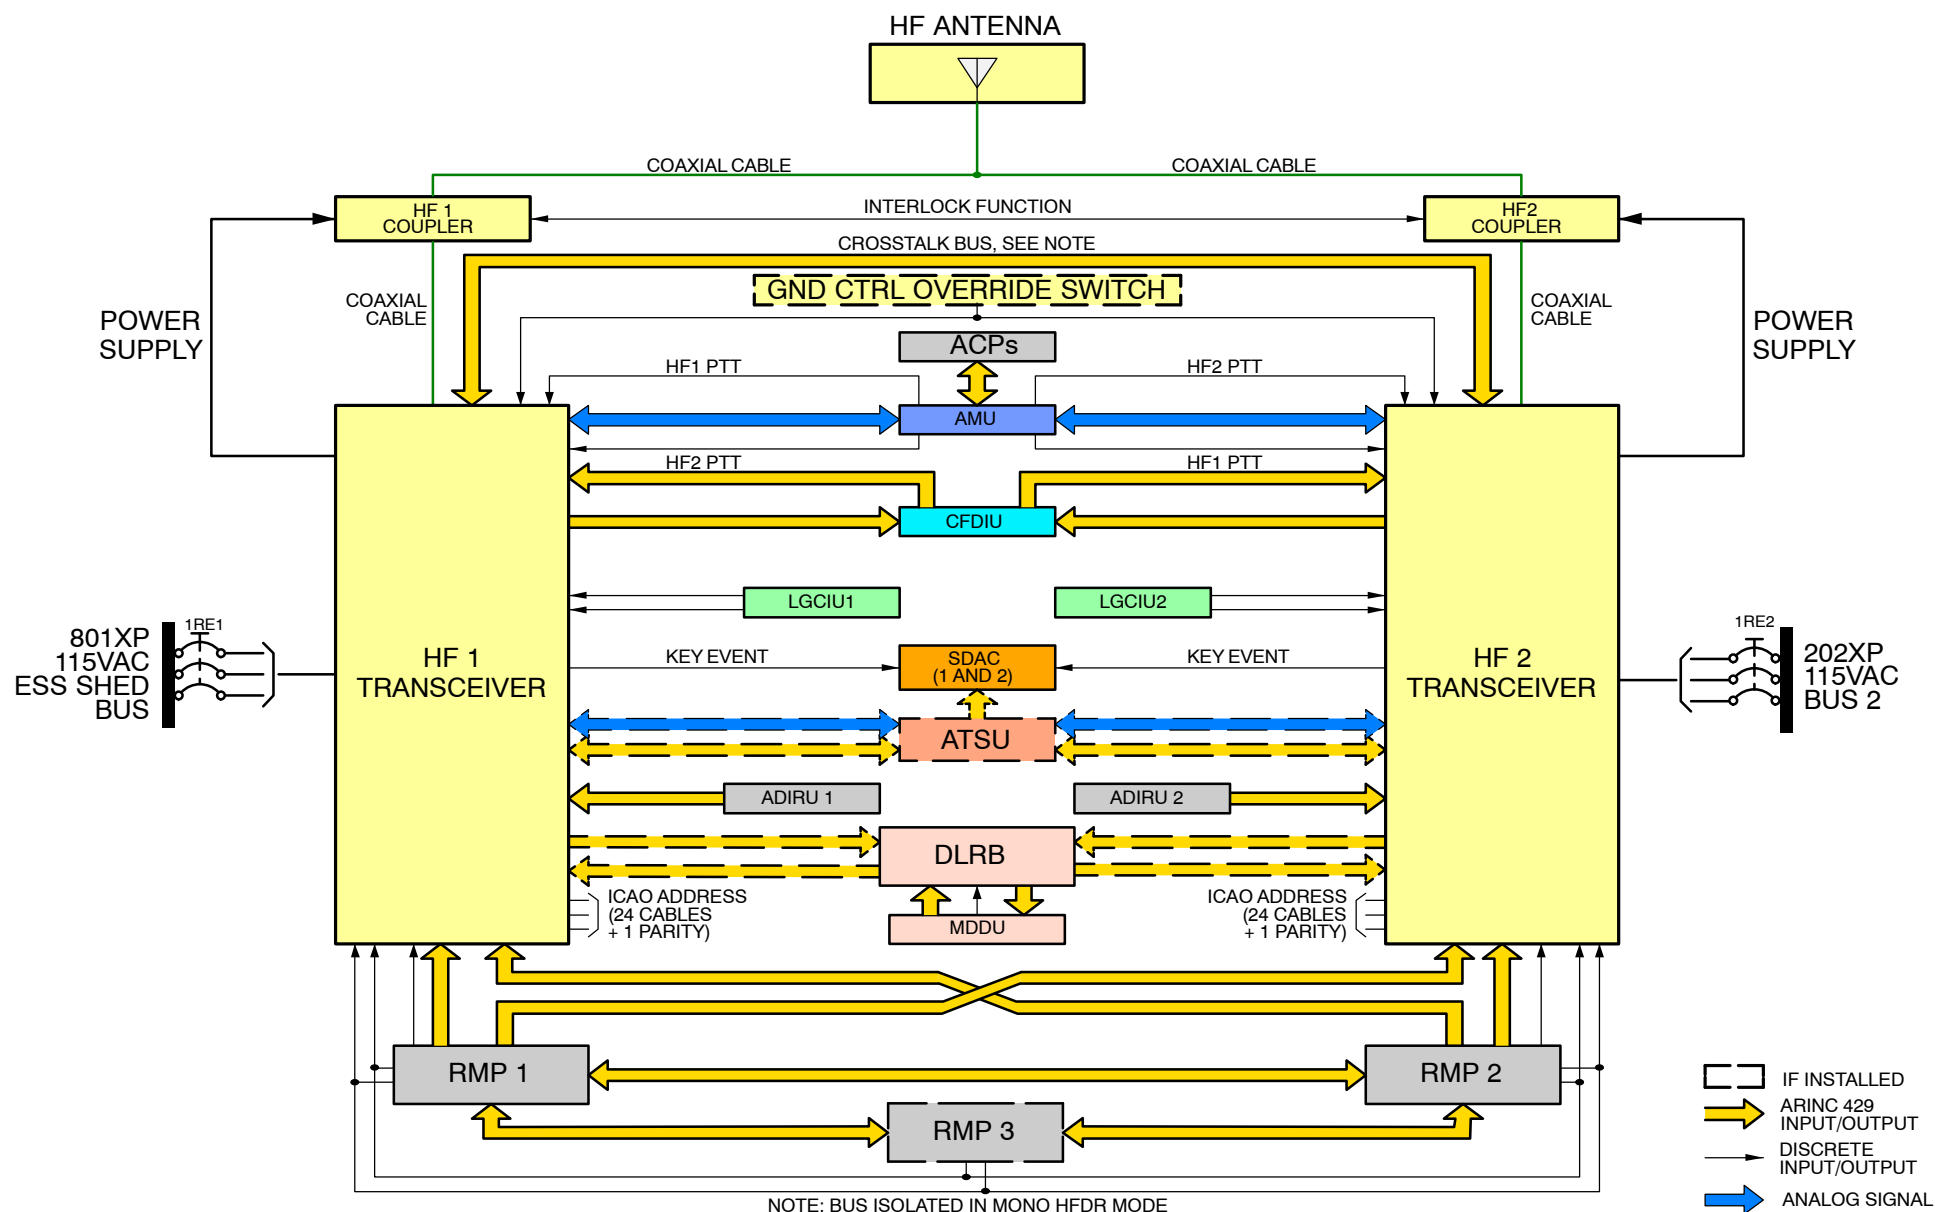 HF ANTENNA
COAXIAL CABLE
COAXIAL CABLE
HF 1
COUPLER
INTERLOCK FUNCTION
HF2
COUPLER
CROSSTALK BUS, SEE NOTE
GND CTRL OVERRIDE SWITCH
COAXIAL
CABLE
COAXIAL
CABLE
POWER
SUPPLY
POWER
SUPPLY
ACPs
HF1 PTT
HF2 PTT
AMU
HF2 PTT
HF1 PTT
CFDIU
LGCIU1
LGCIU2
1RE1
801XP
115VAC
ESS SHED
BUS
HF 1
TRANSCEIVER
KEY EVENT
SDAC
(1 AND 2)
KEY EVENT
HF 2
TRANSCEIVER
1RE2
202XP
115VAC
BUS 2
ATSU
ADIRU 1
ADIRU 2
DLRB
ICAO ADDRESS
(24 CABLES
+ 1 PARITY)
MDDU
ICAO ADDRESS
(24 CABLES
+ 1 PARITY)
RMP 1
RMP 2
RMP 3
IF INSTALLED
ARINC 429
INPUT/OUTPUT
DISCRETE
INPUT/OUTPUT
ANALOG SIGNAL
NOTE: BUS ISOLATED IN MONO HFDR MODE